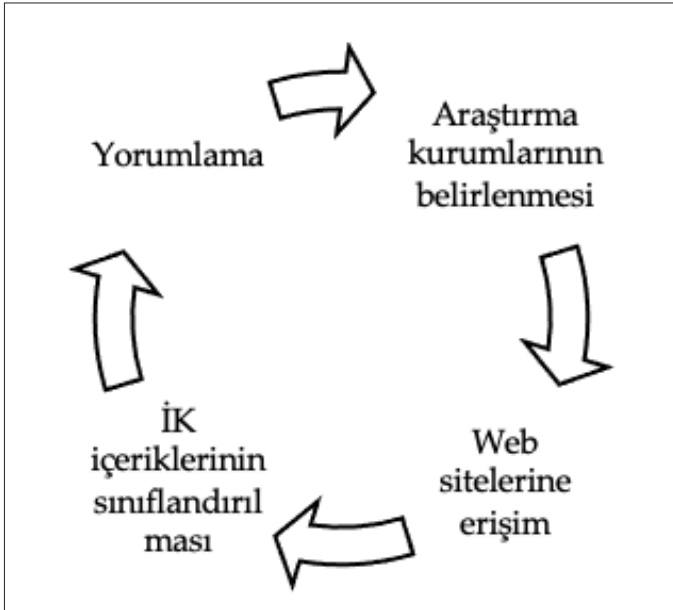 Yorumlama
Araştırma
kurumlarının
belirlenmesi
Web
sitelerine
erişim
İK
içeriklerinin
sınıflandırıl
ması